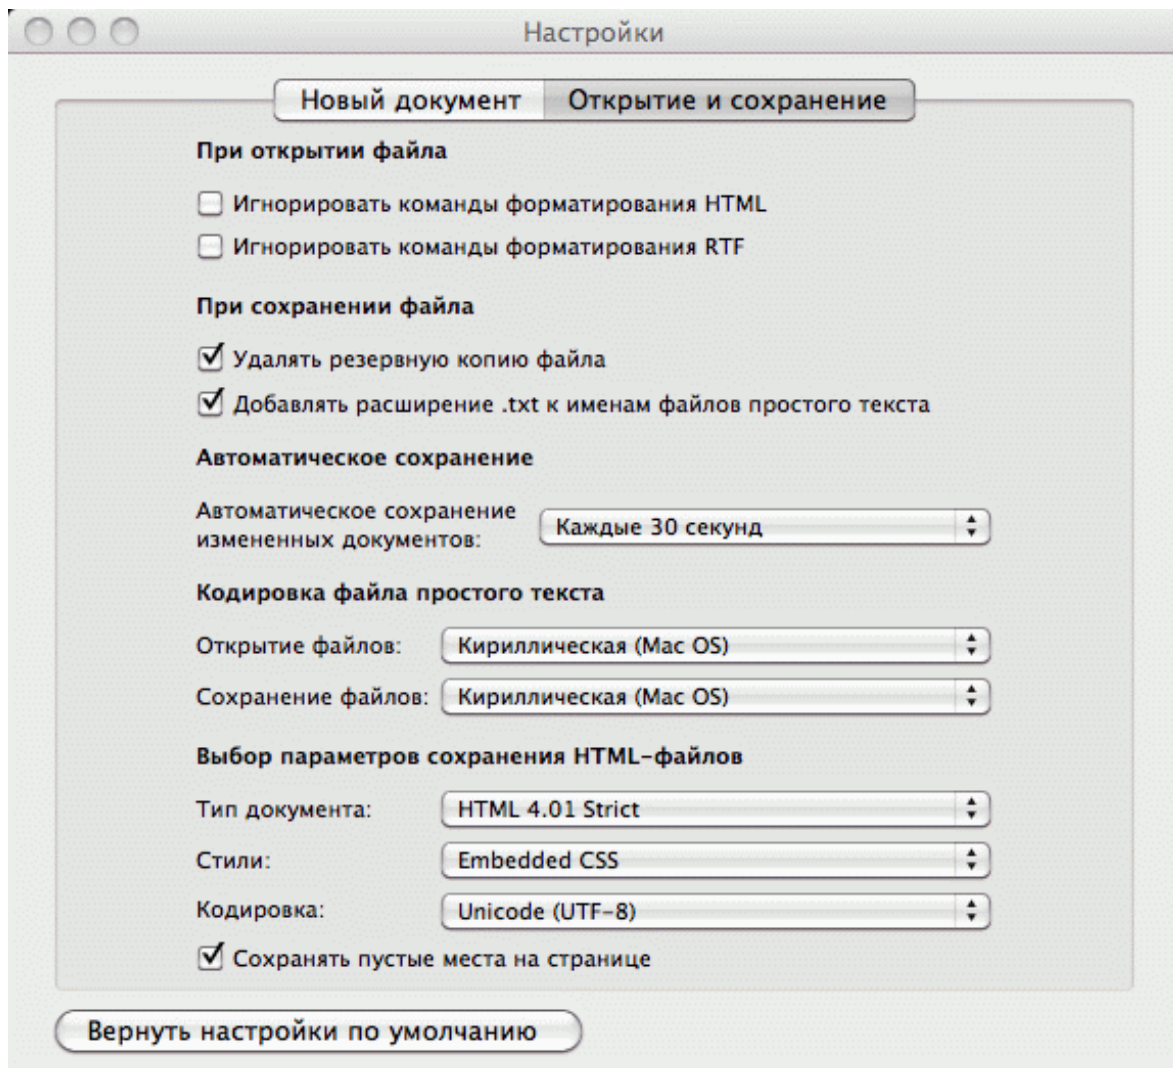 Настройки
Новый документ Открытие и сохранение
При открытии файла
Игнорировать команды форматирования HTML
Игнорировать команды форматирования RTF
При сохранении файла
Удалять резервную копию файла
Добавлять расширение .txt к именам файлов простого текста
Автоматическое сохранение
Автоматическое сохранение
измененных документов:
Каждые 30 секунд
Кодировка файла простого текста
Открытие файлов: Кириллическая (Mac OS)
Сохранение файлов: Кириллическая (Mac OS)
Выбор параметров сохранения HTML-файлов
Тип документа: HTML 4.01 Strict
Стили: Embedded CSS
Кодировка: Unicode (UTF-8)
Сохранять пустые места на странице
Вернуть настройки по умолчанию